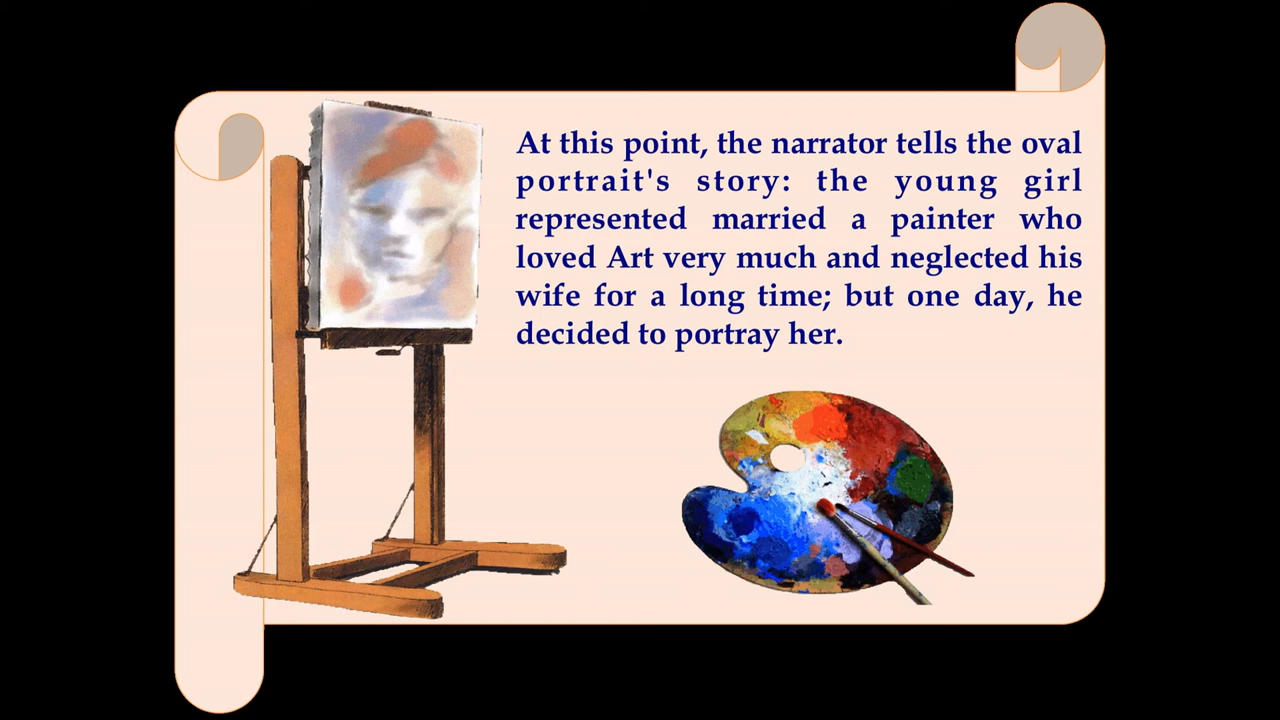 At this point, the narrator tells the oval
portrait's story: the young girl
represented married a painter who
loved Art very much and neglected his
wife for a long time; but one day, he
decided to portray her.